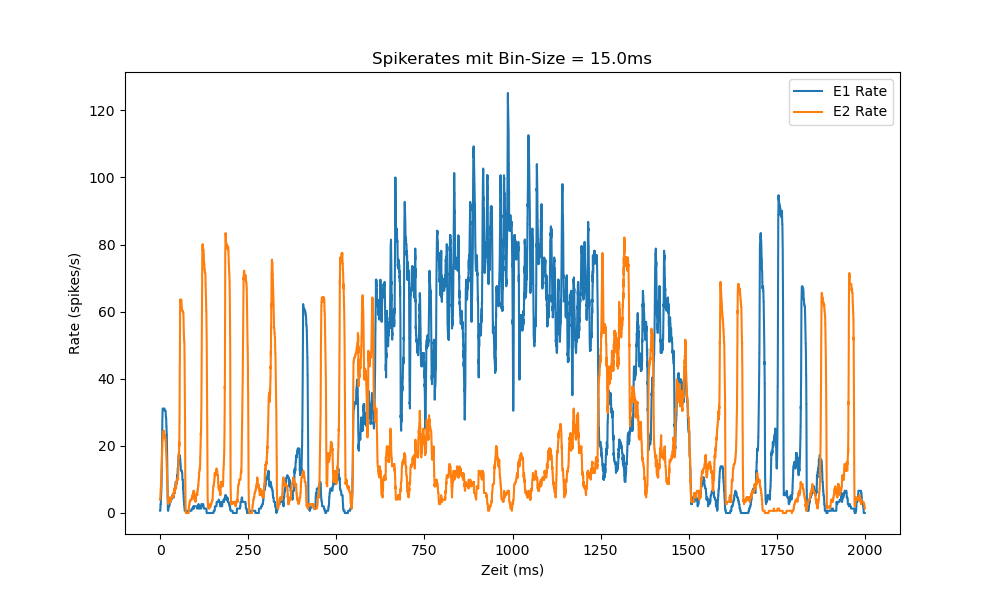 Spikerates mit Bin-Size = 15.0ms
E1 Rate
E2 Rate
120
100
80
60
40
20
0
Rate (spikes/s)
0 250 500 750 1000 1250 1500 1750 2000
Zeit (ms)